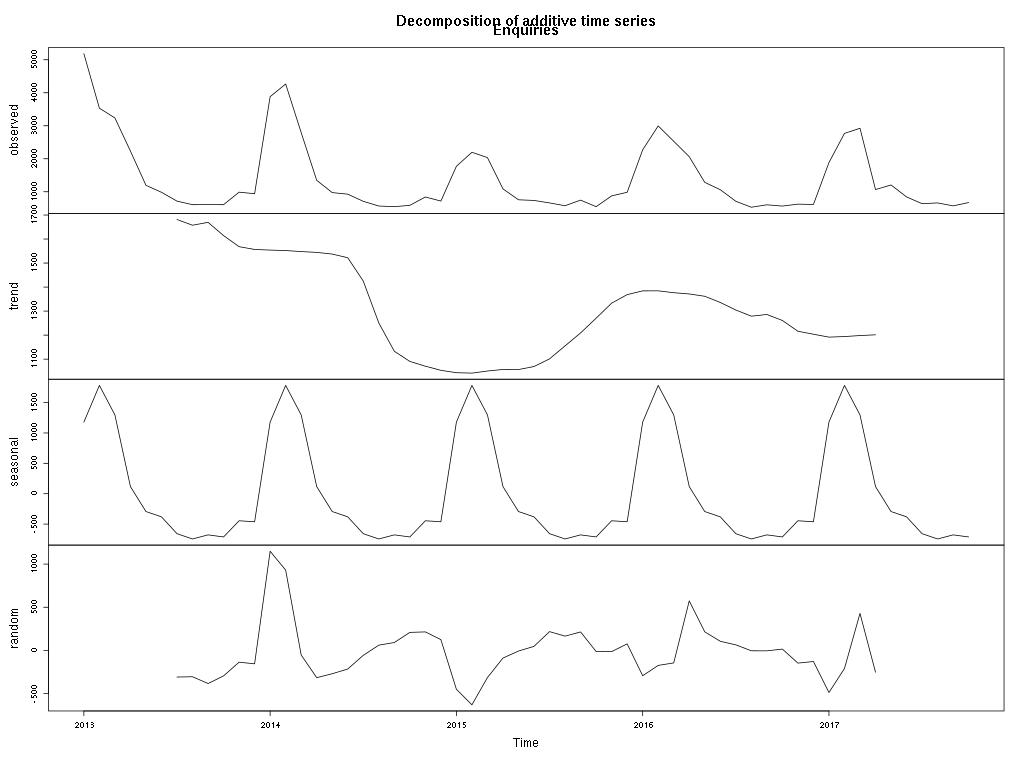 Decomposition of additive time series
Enquiries
observed
5000
4000
3000
2000
1000
trend
1700
1500
1300
1100
seasonal
1500
1000
500
0
-500
random
1000
500
0
-500
2013 2014 2015 2016 2017
Time